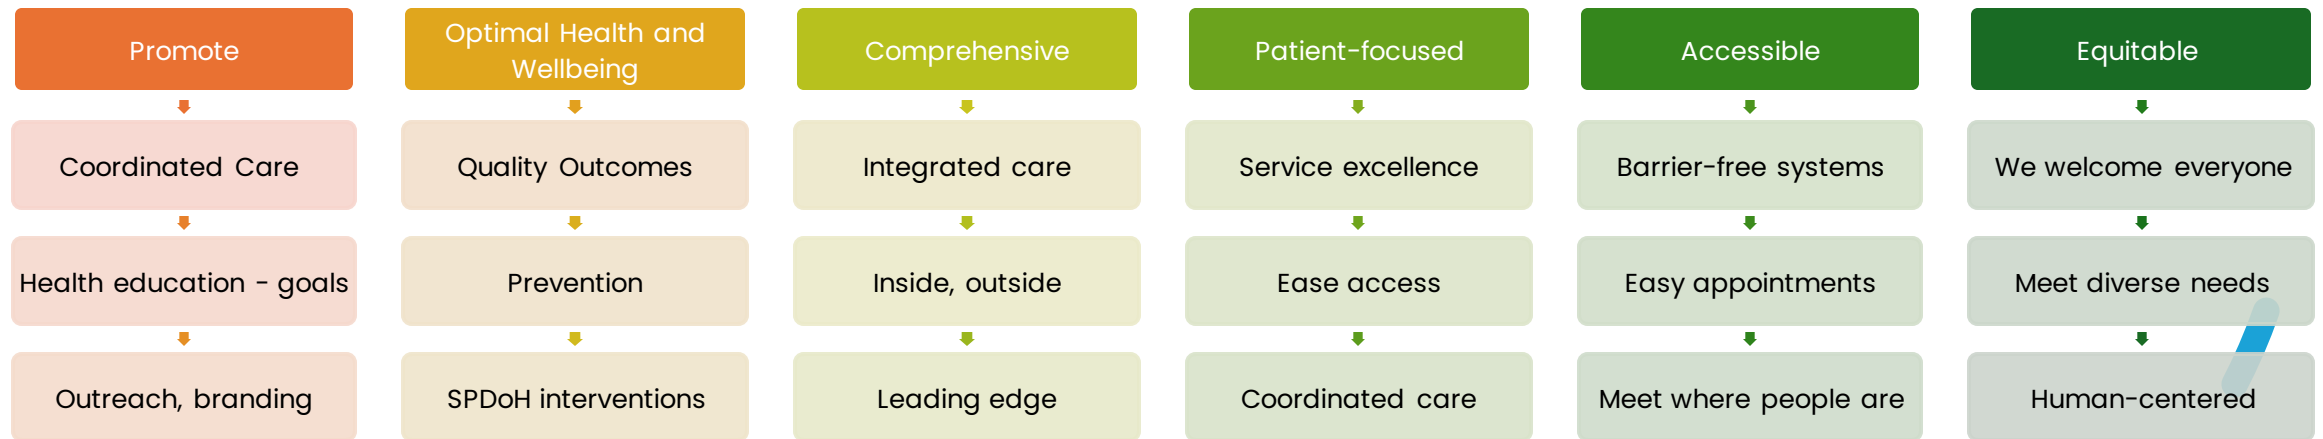 Promote
Coordinated Care
Health education - goals
Outreach, branding
Optimal Health and
Wellbeing
Quality Outcomes
Prevention
SPDoH interventions
Comprehensive
Integrated care
Inside, outside
Leading edge
Patient-focused
Service excellence
Ease access
Coordinated care
Accessible
Barrier-free systems
Easy appointments
Meet where people are
Equitable
We welcome everyone
Meet diverse needs
Human-centered